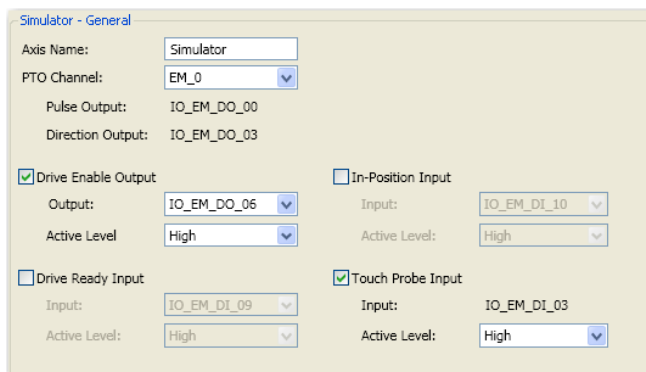 Simulator - General
Axis Name: Simulator
PTO Channel: EM_0
Pulse Output: IO_EM_DO_00
Direction Output: IO_EM_DO_03
Drive Enable Output
Output: IO_EM_DO_06
Active Level High
In-Position Input
Input: IO_EM_DI_10
Active Level: High
Drive Ready Input
Input: IO_EM_DI_09
Active Level: High
Touch Probe Input
Input: IO_EM_DI_03
Active Level: High